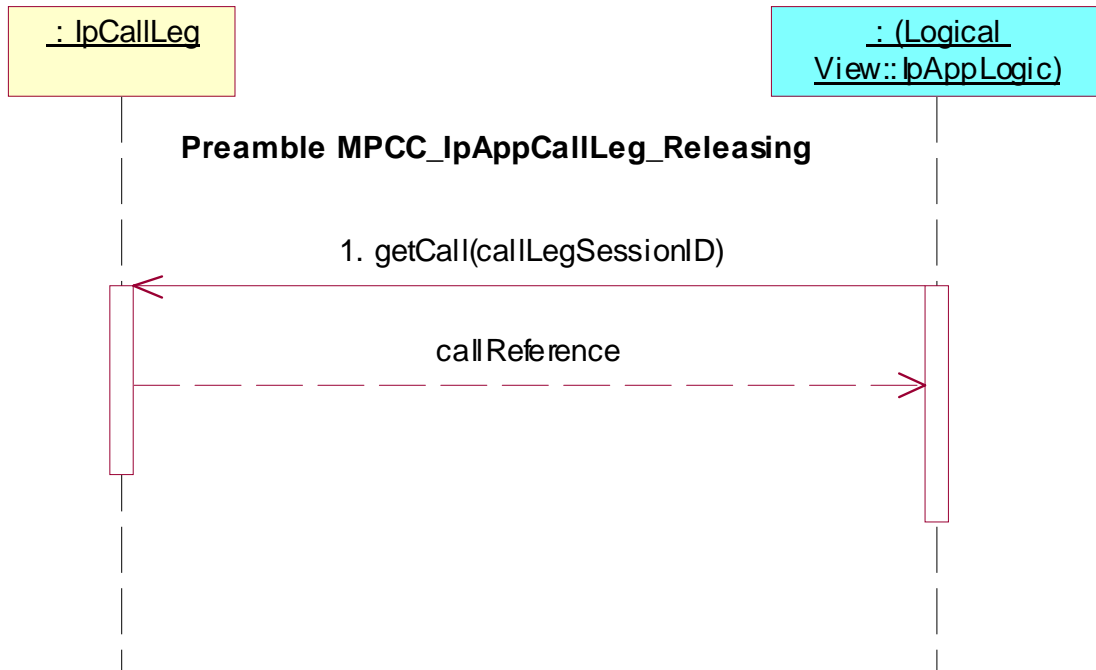 : IpCallLeg
: (Logical
View::IpAppLogic)
Preamble MPCC_IpAppCallLeg_Releasing
1. getCall(callLegSessionID)
callReference